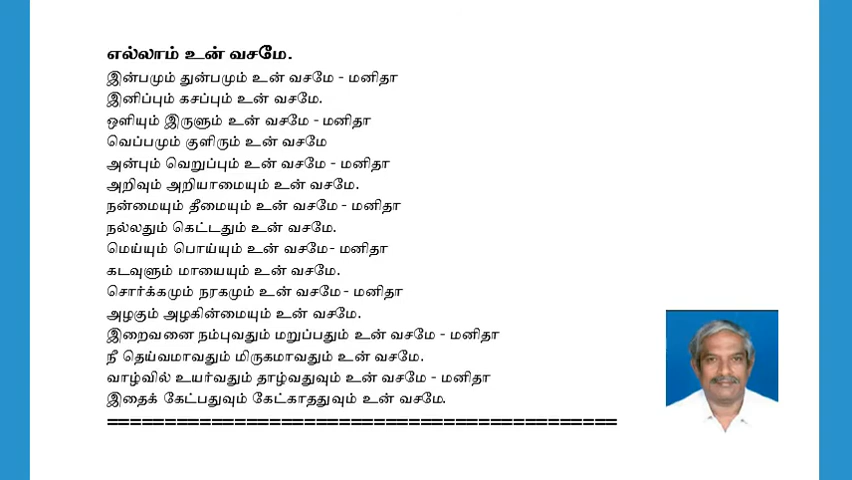 எல்லாம் உன் வசமே.
இன்பமும் துன்பமும் உன் வசமே - மனிதா
இனிப்பும் கசப்பும் உன் வசமே.
ஒளியும் இருளும் உன் வசமே - மனிதா
வெப்பமும் குளிரும் உன் வசமே
அன்பும் வெறுப்பும் உன் வசமே - மனிதா
அறிவும் அறியாமையும் உன் வசமே.
நன்மையும் தீமையும் உன் வசமே - மனிதா
நல்லதும் கெட்டதும் உன் வசமே.
மெய்யும் பொய்யும் உன் வசமே- மனிதா
கடவுளும் மாயையும் உன் வசமே.
சொர்க்கமும் நரகமும் உன் வசமே - மனிதா
அழகும் அழகின்மையும் உன் வசமே.
இறைவனை நம்புவதும் மறுப்பதும் உன் வசமே - மனிதா
நீ தெய்வமாவதும் மிருகமாவதும் உன் வசமே.
வாழ்வில் உயர்வதும் தாழ்வதுவும் உன் வசமே - மனிதா
இதைக் கேட்பதுவும் கேட்காததுவும் உன் வசமே.
============================================